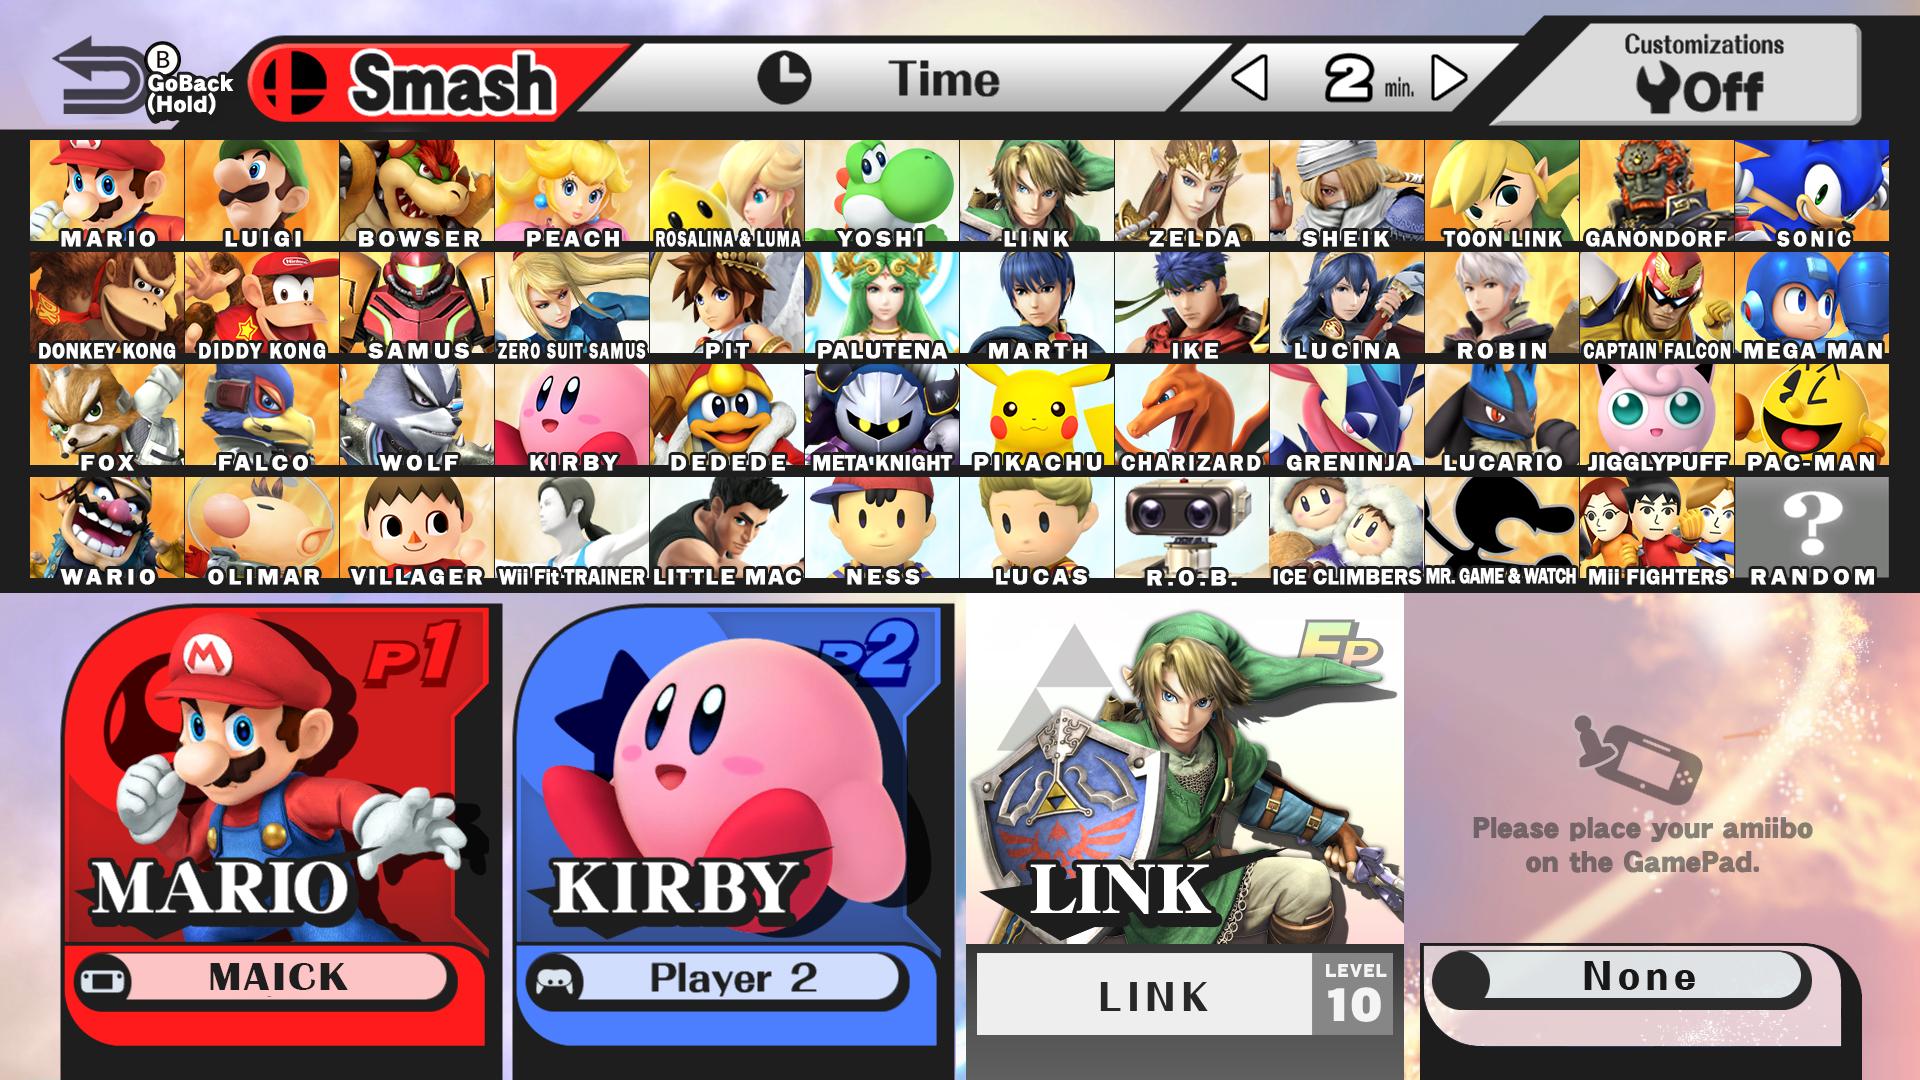 B
GoBack
(Hold)
Smash
Time
2 min.
Customizations
Off
MARIO LUIGI BOWSER PEACH ROSALINA & LUMA YOSHI LINK ZELDA SHEIK TOON LINK GANONDORF SONIC
DONKEY KONG DIDDY KONG SAMUS ZERO SUIT SAMUS PIT PALUTENA MARTH IKE LUCINA ROBIN CAPTAIN FALCON MEGA MAN
FOX FALCO WOLF KIRBY DEDEDE META KNIGHT PIKACHU CHARIZARD GRENINJA LUCARIO JIGGLYPUFF PAC-MAN
WARIO OLIMAR VILLAGER Wii Fit TRAINER LITTLE MAC NESS LUCAS R.O.B. ICE CLIMBERS MR. GAME & WATCH Mii FIGHTERS RANDOM
?
P1
M
MARIO
MAICK
P2
KIRBY
Player 2
FP
LINK
LINK
LEVEL
10
Please place your amiibo
on the GamePad.
None